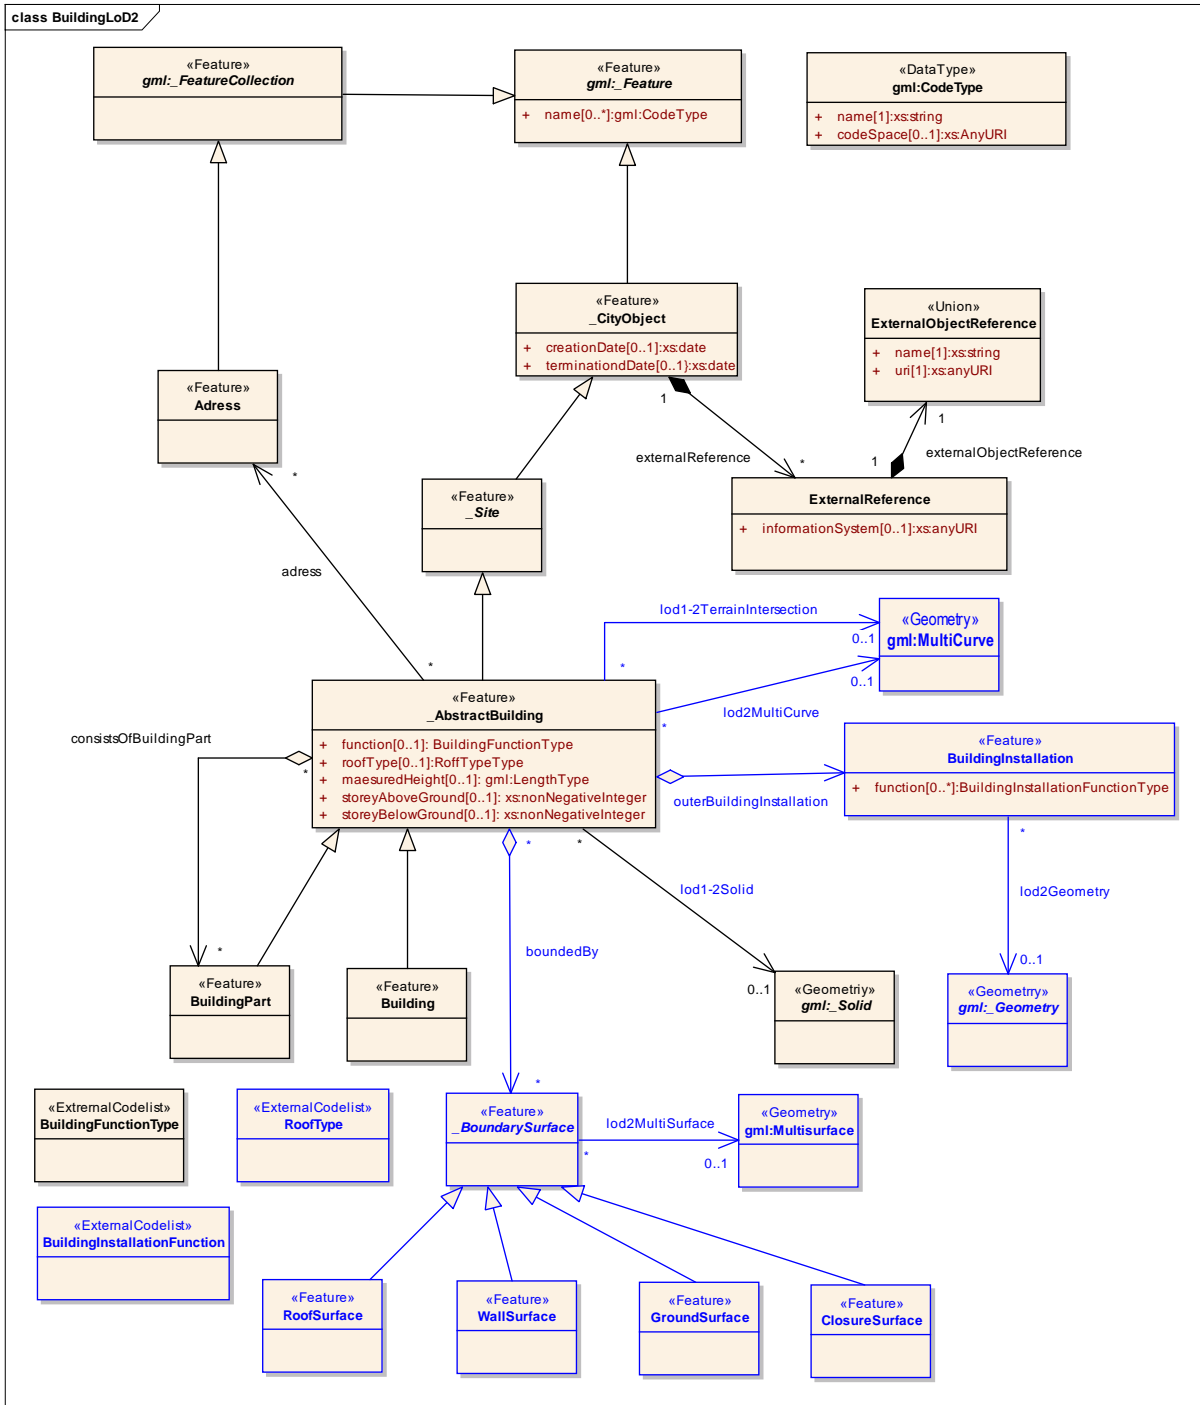 class BuildingLoD2
«Feature»
gml:_FeatureCollection
«Feature»
gml:_Feature
+ name[0..*]:gml:CodeType
«DataType»
gml:CodeType
+ name[1]:xs:string
+ codeSpace[0..1]:xs:AnyURI
«Feature»
_CityObject
+ creationDate[0..1]:xs:date
+ terminationdDate[0..1}:xs:date
«Union»
ExternalObjectReference
+ name[1]:xs:string
+ uri[1]:xs:anyURI
«Feature»
Adress
1
externalReference
*
1
externalObjectReference
1
*
«Feature»
_Site
ExternalReference
+ informationSystem[0..1]:xs:anyURI
adress
*
lod1-2TerrainIntersection
0..1
*
«Geometry»
gml:MultiCurve
0..1
lod2MultiCurve
*
«Feature»
_AbstractBuilding
+ function[0..1]: BuildingFunctionType
+ roofType[0..1]:RoffTypeType
+ maesuredHeight[0..1]: gml:LengthType
+ storeyAboveGround[0..1]: xs:nonNegativeInteger
+ storeyBelowGround[0..1]: xs:nonNegativeInteger
consistsOfBuildingPart
*
outerBuildingInstallation
«Feature»
BuildingInstallation
+ function[0..*]:BuildingInstallationFunctionType
*
*
*
lod1-2Solid
lod2Geometry
boundedBy
*
0..1
0..1
«Feature»
BuildingPart
«Feature»
Building
«Geometriy»
gml:_Solid
«Geometrry»
gml:_Geometry
*
«ExtrernalCodelist»
BuildingFunctionType
«ExternalCodelist»
RoofType
«Feature»
_BoundarySurface
lod2MultiSurface
*
0..1
«Geometry»
gml:Multisurface
«ExternalCodelist»
BuildingInstallationFunction
«Feature»
RoofSurface
«Feature»
WallSurface
«Feature»
GroundSurface
«Feature»
ClosureSurface